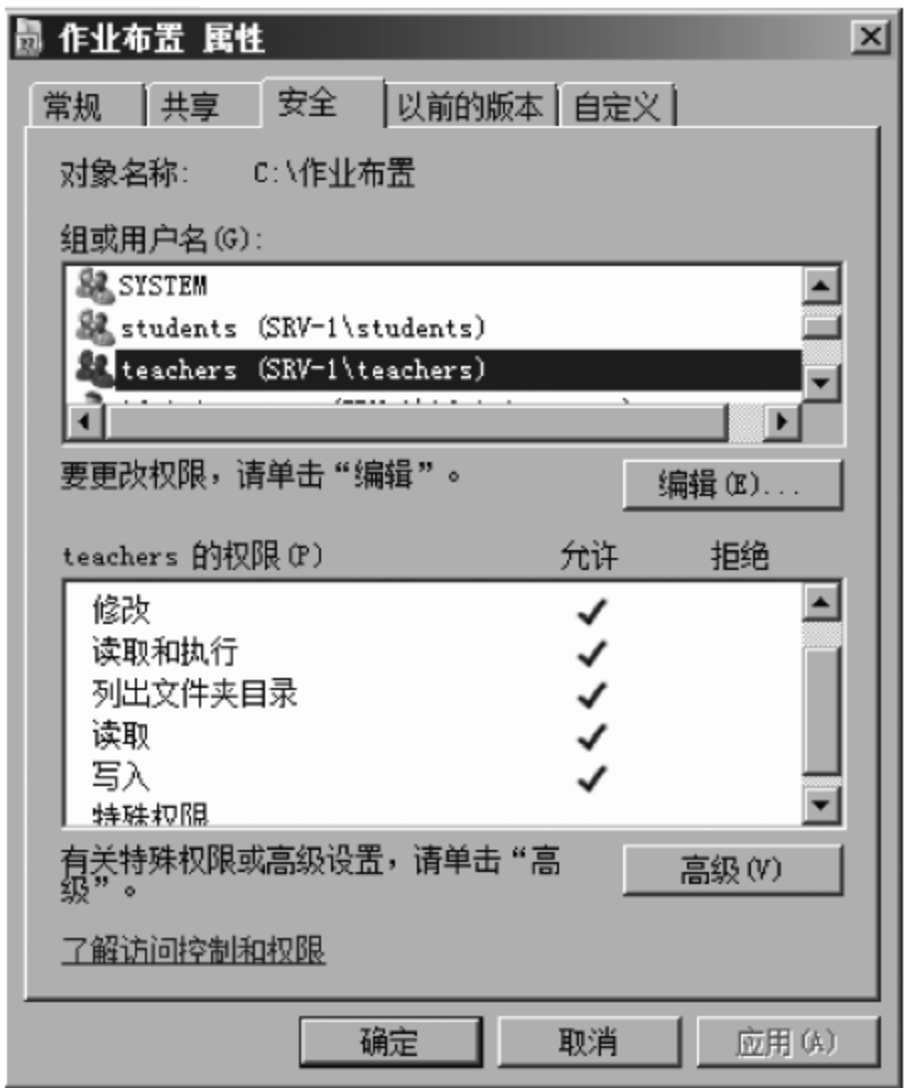 作业布置 属性
常规 共享 安全 以前的版本 自定义
对象名称: C:\作业布置
组或用户名(G):
SYSTEM
students (SRV-1\students)
teachers (SRV-1\teachers)
要更改权限，请单击“编辑”。 编辑(E)...
teachers 的权限(P) 允许 拒绝
修改
读取和执行
列出文件夹目录
读取
写入
特殊权限
有关特殊权限或高级设置，请单击“高
级”。 高级(V)
了解访问控制和权限
确定 取消 应用(A)